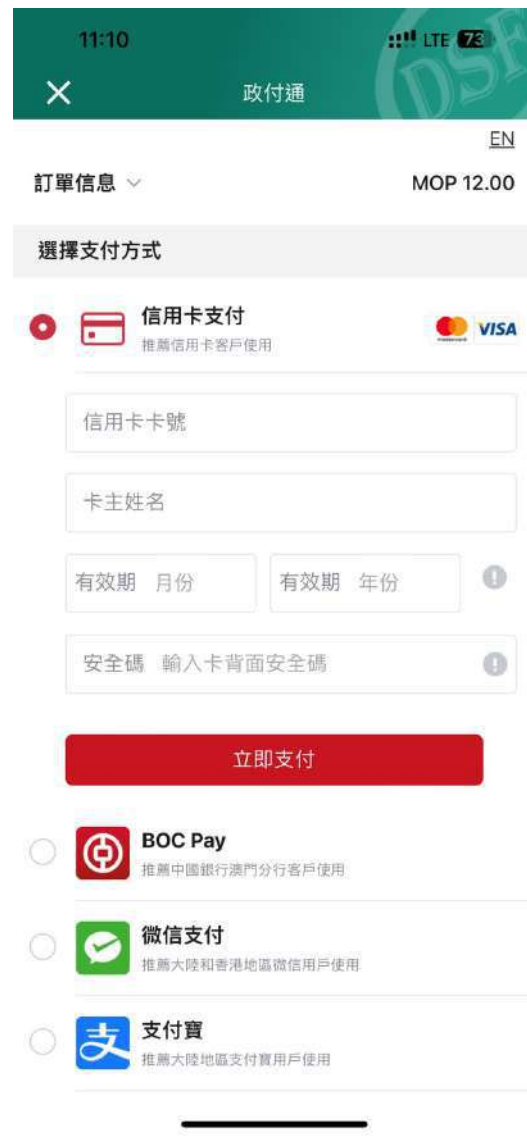 11:10
LTE 73
DSF
政付通
EN
訂單信息
MOP 12.00
選擇支付方式
信用卡支付
推薦信用卡客戶使用
mastercard VISA
信用卡卡號
卡主姓名
有效期 月份
有效期 年份
安全碼 輸入卡背面安全碼
立即支付
BOC Pay
推薦中國銀行澳門分行客戶使用
微信支付
推薦大陸和香港地區微信用戶使用
支
支付寶
推薦大陸地區支付寶用戶使用